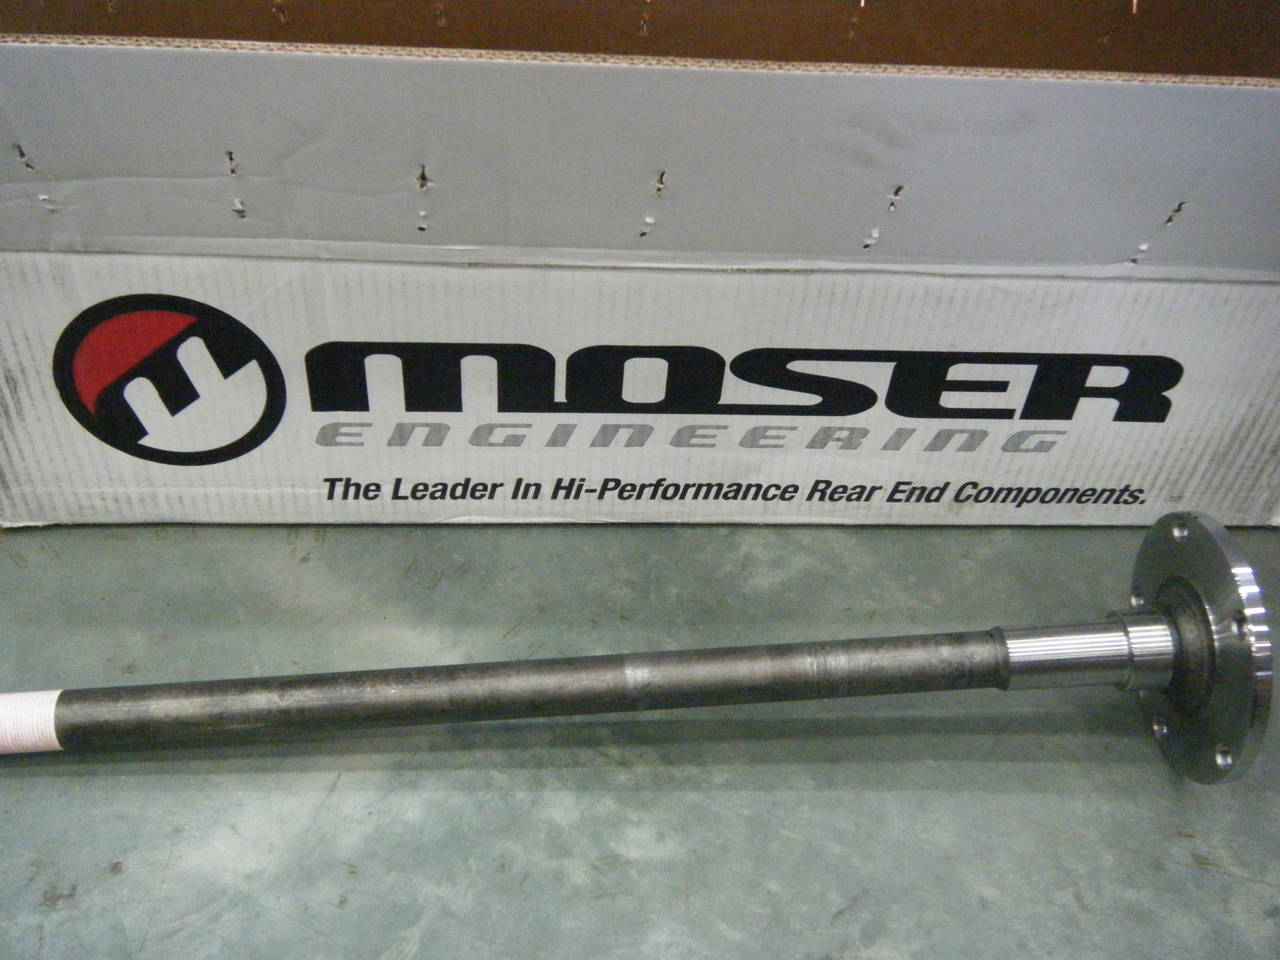 MOSER
ENGINEERING
The Leader In Hi-Performance Rear End Components.